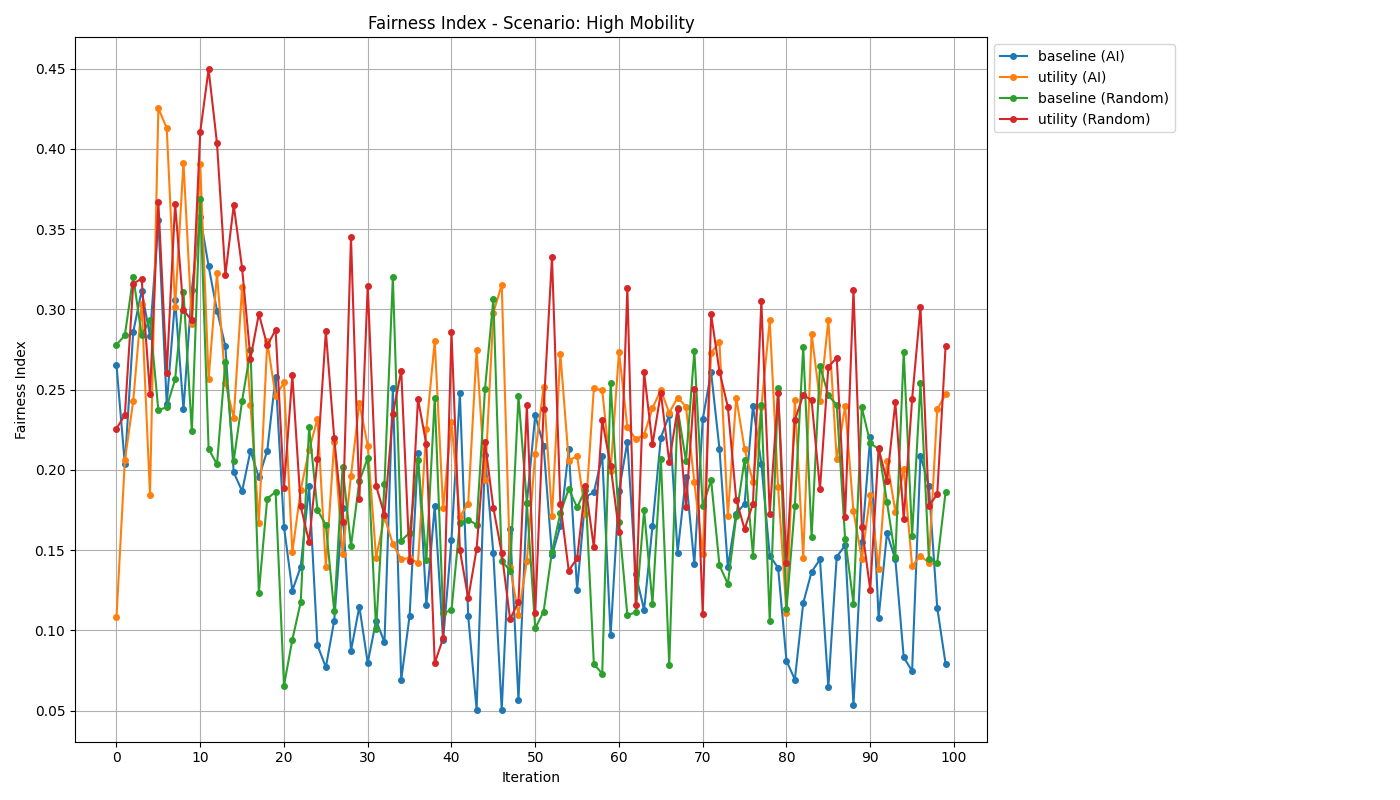 Fairness Index - Scenario: High Mobility
baseline (AI)
utility (AI)
baseline (Random)
utility (Random)
Fairness Index
0.45
0.40
0.35
0.30
0.25
0.20
0.15
0.10
0.05
0 10 20 30 40 50 60 70 80 90 100
Iteration